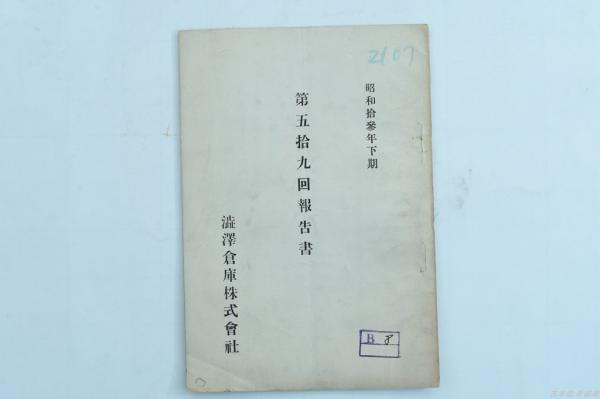 2107
昭和拾參年下期
第五拾九回報告書
澁澤倉庫株式會社
B 8